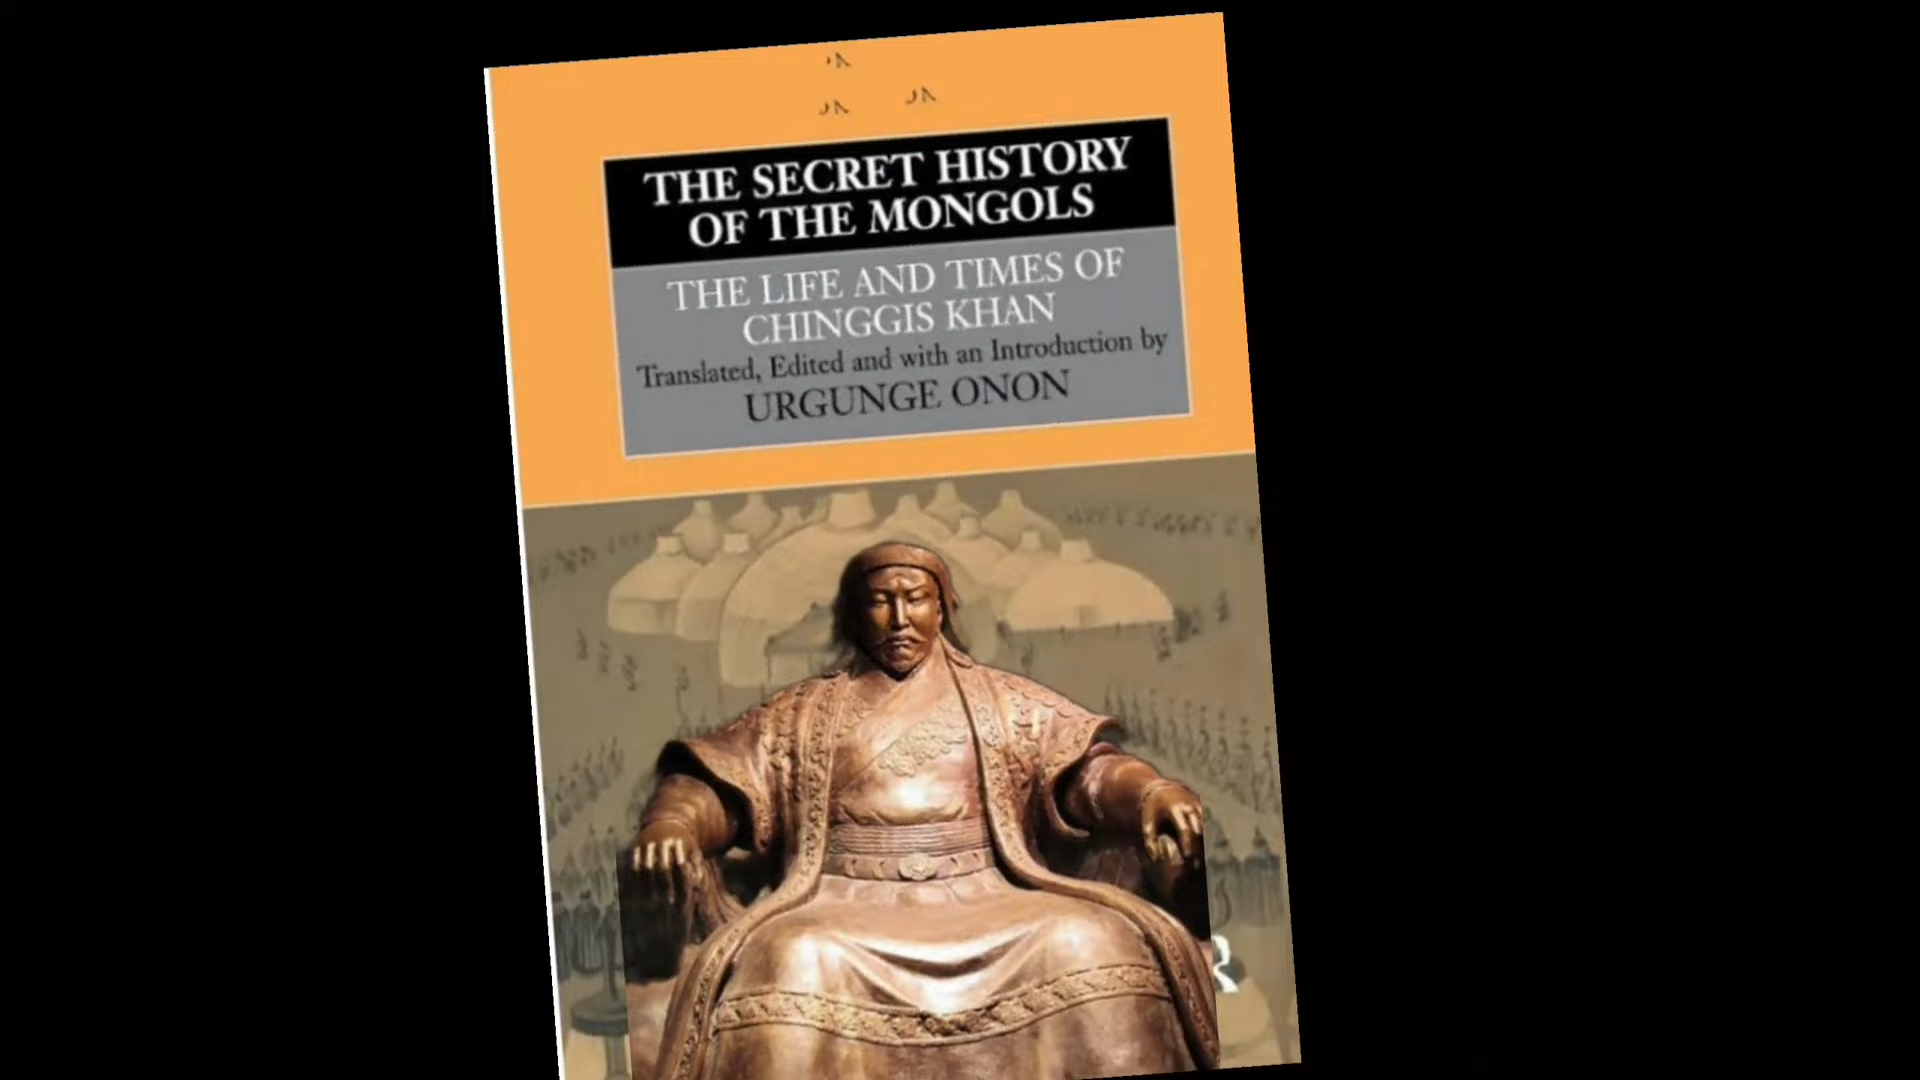 THE SECRET HISTORY
OF THE MONGOLS
THE LIFE AND TIMES OF
CHINGGIS KHAN
Translated, Edited and with an Introduction by
URGUNGE ONON